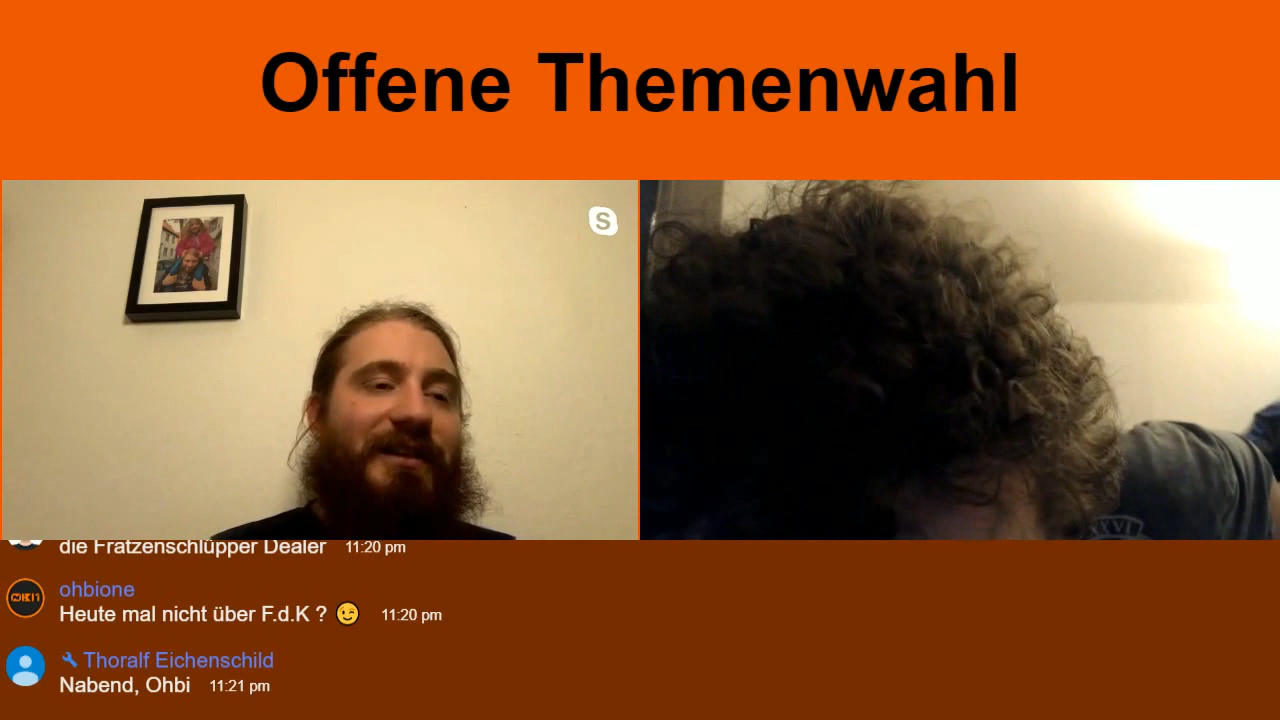 Offene Themenwahl
S
XVI
die Fratzenschlüpper Dealer 11:20 pm
ohbione
Heute mal nicht über F.d.K ? 😉 11:20 pm
Thoralf Eichenschild
Nabend, Ohbi 11:21 pm